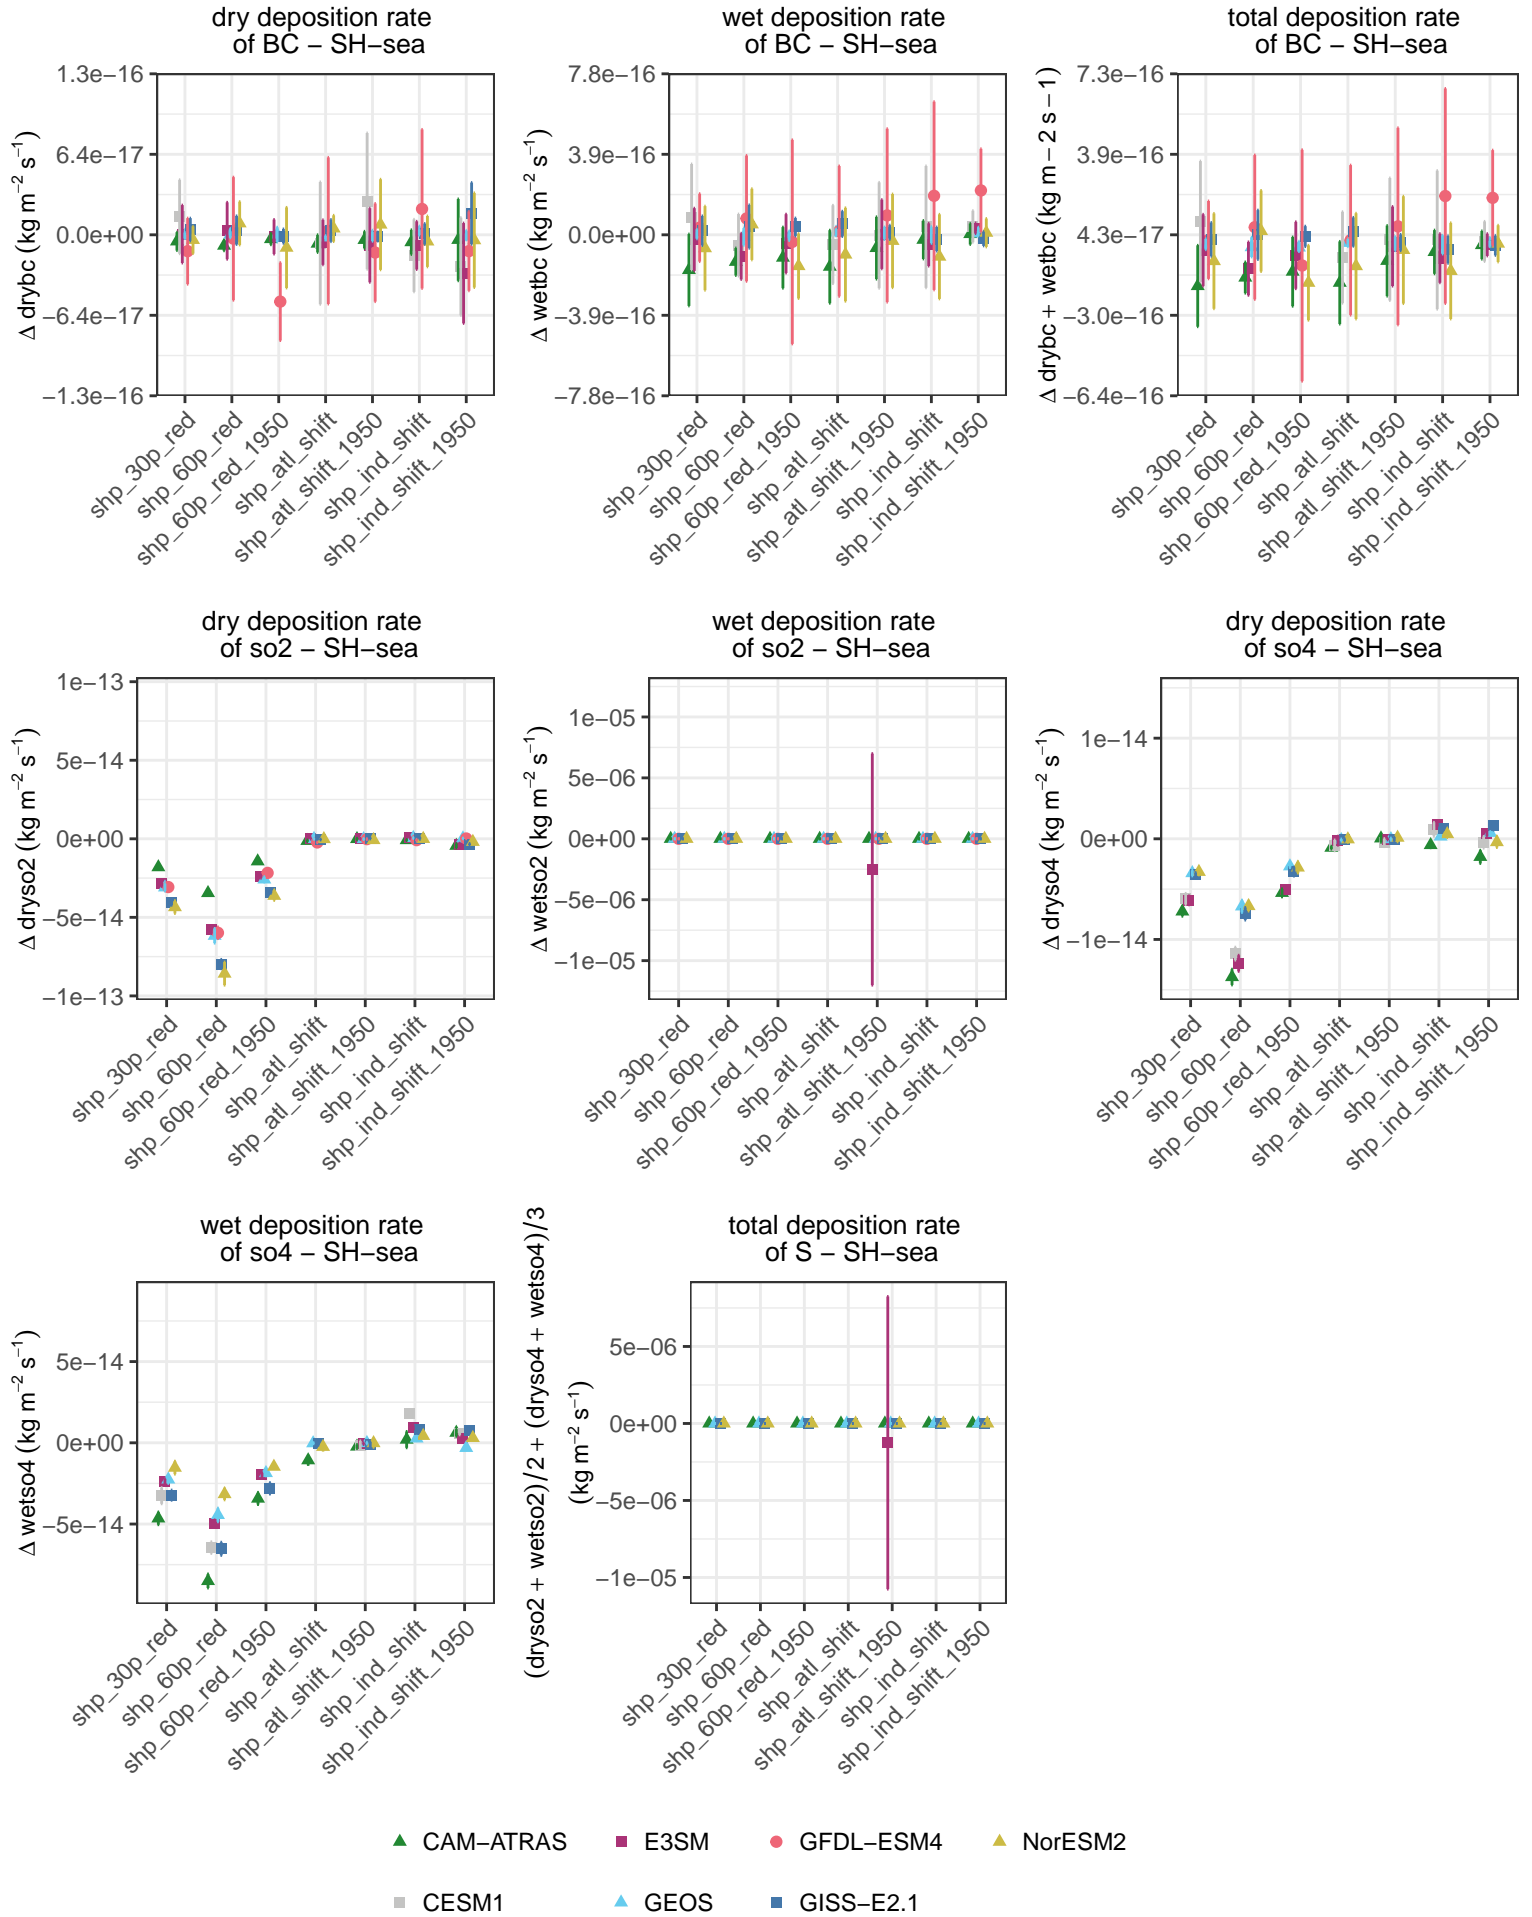 dry deposition rate
of BC − SH−sea
Δ drybc (kg m−2 s−1)
1.3e−16
6.4e−17
0.0e+00
−6.4e−17
−1.3e−16
shp_30p_red
shp_60p_red
shp_60p_red_1950
shp_atl_shift
shp_atl_shift_1950
shp_ind_shift
shp_ind_shift_1950
wet deposition rate
of BC − SH−sea
Δ wetbc (kg m−2 s−1)
7.8e−16
3.9e−16
0.0e+00
−3.9e−16
−7.8e−16
shp_30p_red
shp_60p_red
shp_60p_red_1950
shp_atl_shift
shp_atl_shift_1950
shp_ind_shift
shp_ind_shift_1950
total deposition rate
of BC − SH−sea
Δ drybc + wetbc (kg m − 2 s − 1)
7.3e−16
3.9e−16
4.3e−17
−3.0e−16
−6.4e−16
shp_30p_red
shp_60p_red
shp_60p_red_1950
shp_atl_shift
shp_atl_shift_1950
shp_ind_shift
shp_ind_shift_1950
dry deposition rate
of so2 − SH−sea
Δ dryso2 (kg m−2 s−1)
1e−13
5e−14
0e+00
−5e−14
−1e−13
shp_30p_red
shp_60p_red
shp_60p_red_1950
shp_atl_shift
shp_atl_shift_1950
shp_ind_shift
shp_ind_shift_1950
wet deposition rate
of so2 − SH−sea
Δ wetso2 (kg m−2 s−1)
1e−05
5e−06
0e+00
−5e−06
−1e−05
shp_30p_red
shp_60p_red
shp_60p_red_1950
shp_atl_shift
shp_atl_shift_1950
shp_ind_shift
shp_ind_shift_1950
dry deposition rate
of so4 − SH−sea
Δ dryso4 (kg m−2 s−1)
1e−14
0e+00
−1e−14
shp_30p_red
shp_60p_red
shp_60p_red_1950
shp_atl_shift
shp_atl_shift_1950
shp_ind_shift
shp_ind_shift_1950
wet deposition rate
of so4 − SH−sea
Δ wetso4 (kg m−2 s−1)
5e−14
0e+00
−5e−14
shp_30p_red
shp_60p_red
shp_60p_red_1950
shp_atl_shift
shp_atl_shift_1950
shp_ind_shift
shp_ind_shift_1950
total deposition rate
of S − SH−sea
(dryso2 + wetso2)/2 + (dryso4 + wetso4)/3
(kg m−2 s−1)
5e−06
0e+00
−5e−06
−1e−05
shp_30p_red
shp_60p_red
shp_60p_red_1950
shp_atl_shift
shp_atl_shift_1950
shp_ind_shift
shp_ind_shift_1950
CAM−ATRAS
E3SM
GFDL−ESM4
NorESM2
CESM1
GEOS
GISS−E2.1